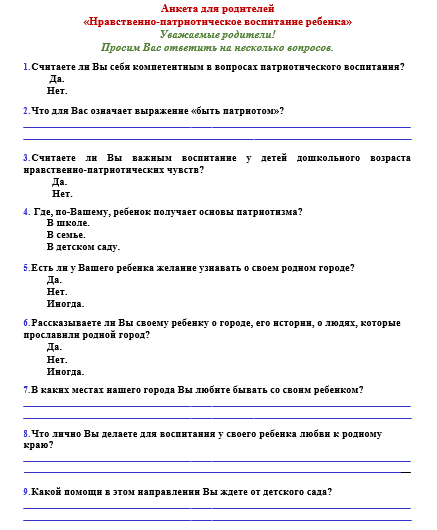 Анкета для родителей
«Нравственно-патриотическое воспитание ребенка»
Уважаемые родители!
Просим Вас ответить на несколько вопросов.
1.Считаете ли Вы себя компетентным в вопросах патриотического воспитания?
Да.
Нет.
2.Что для Вас означает выражение «быть патриотом»?
3.Считаете ли Вы важным воспитание у детей дошкольного возраста
нравственно-патриотических чувств?
Да.
Нет.
4. Где, по-Вашему, ребенок получает основы патриотизма?
В школе.
В семье.
В детском саду.
5.Есть ли у Вашего ребенка желание узнавать о своем родном городе?
Да.
Нет.
Иногда.
6.Рассказываете ли Вы своему ребенку о городе, его истории, о людях, которые
прославили родной город?
Да.
Нет.
Иногда.
7.В каких местах нашего города Вы любите бывать со своим ребенком?
8.Что лично Вы делаете для воспитания у своего ребенка любви к родному
краю?
9.Какой помощи в этом направлении Вы ждете от детского сада?